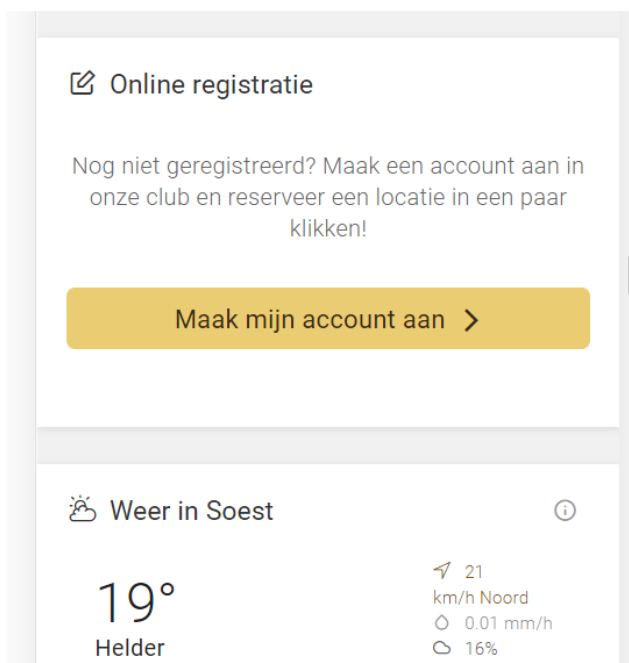 Online registratie
Nog niet geregistreerd? Maak een account aan in
onze club en reserveer een locatie in een paar
klikken!
Maak mijn account aan
Weer in Soest
19°
Helder
21
km/h Noord
0.01 mm/h
16%